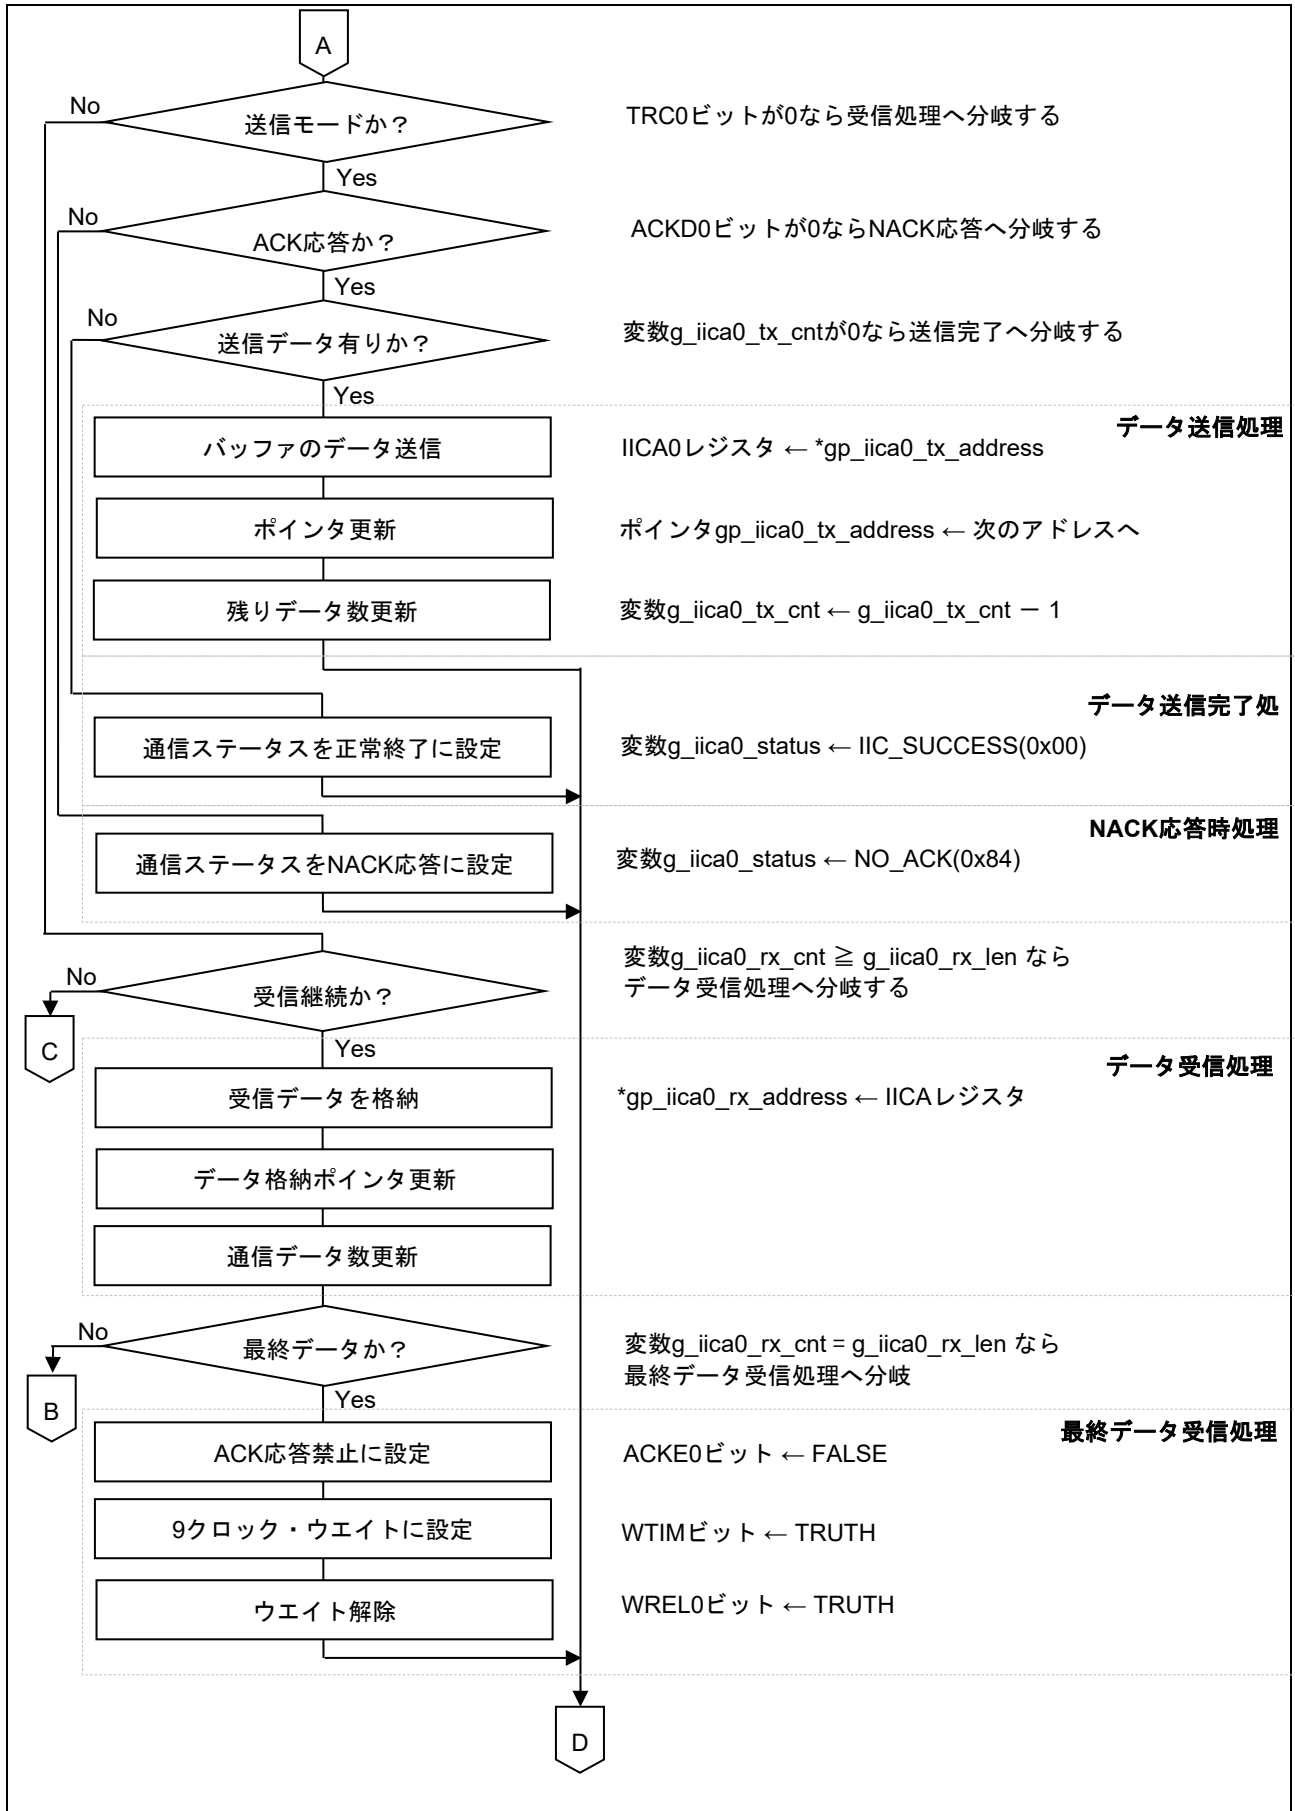 A
No
送信モードか？
TRC0ビットが0なら受信処理へ分岐する
Yes
No
ACK応答か？
ACKD0ビットが0ならNACK応答へ分岐する
Yes
No
送信データ有りか？
変数g_iica0_tx_cntが0なら送信完了へ分岐する
Yes
データ送信処理
バッファのデータ送信
IICA0レジスタ ← *gp_iica0_tx_address
ポインタ更新
ポインタgp_iica0_tx_address ← 次のアドレスへ
残りデータ数更新
変数g_iica0_tx_cnt ← g_iica0_tx_cnt － 1
データ送信完了処
通信ステータスを正常終了に設定
変数g_iica0_status ← IIC_SUCCESS(0x00)
NACK応答時処理
通信ステータスをNACK応答に設定
変数g_iica0_status ← NO_ACK(0x84)
No
受信継続か？
変数g_iica0_rx_cnt ≧ g_iica0_rx_len なら
データ受信処理へ分岐する
C
Yes
データ受信処理
受信データを格納
*gp_iica0_rx_address ← IICAレジスタ
データ格納ポインタ更新
通信データ数更新
No
最終データか？
変数g_iica0_rx_cnt = g_iica0_rx_len なら
最終データ受信処理へ分岐
B
Yes
最終データ受信処理
ACK応答禁止に設定
ACKE0ビット ← FALSE
9クロック・ウエイトに設定
WTIMビット ← TRUTH
ウエイト解除
WREL0ビット ← TRUTH
D